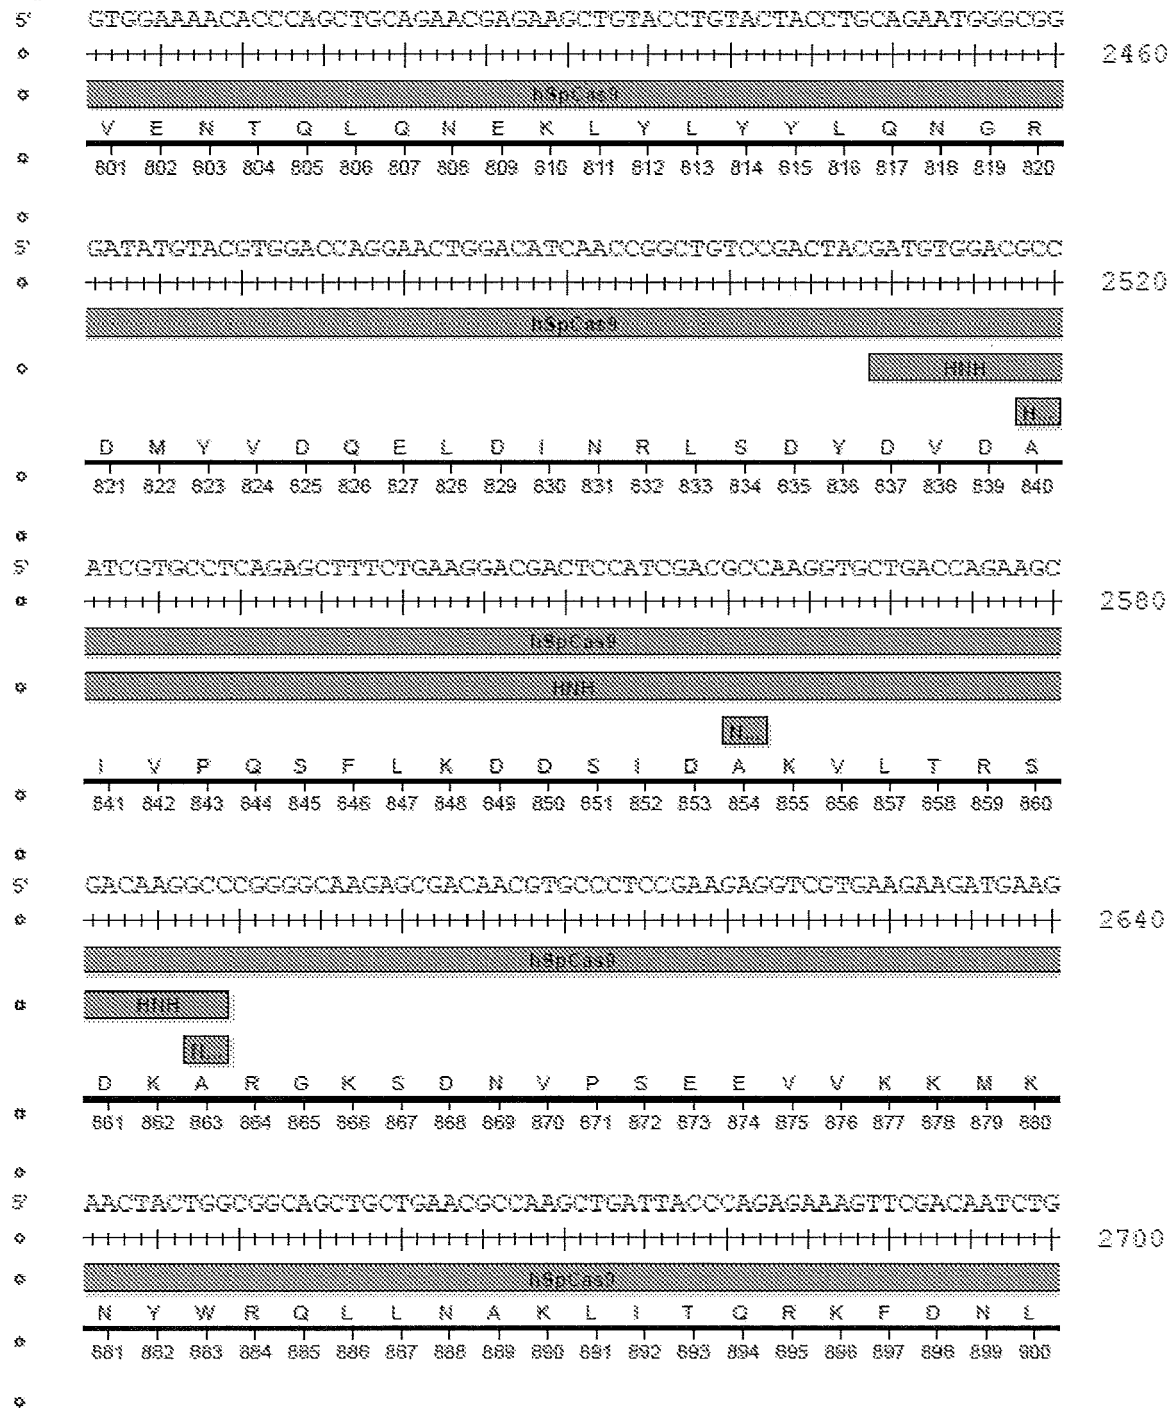 5' GTGGAAAACACCCAGCTGCAGAACGAGAAGCTGTACCTGTACTACCTGCAGAATGGGCGG
2460
hSpCas9
V E N T Q L Q N E K L Y L Y Y L Q N G R
801 802 803 804 805 806 807 808 809 810 811 812 813 814 815 816 817 818 819 820
5' GATATGTACGTGGACCAGGAACTGGACATCAACCGGCTGTCCGACTACGATGTGGACGCC
2520
hSpCas9
HNH
H...
D M Y V D Q E L D I N R L S D Y D V D A
821 822 823 824 825 826 827 828 829 830 831 832 833 834 835 836 837 838 839 840
5' ATCGTGCCTCAGAGCTTTCTGAAGGACGACTCCATCGACGCCAAGGTGCTGACCAGAAGC
2580
hSpCas9
HNH
N...
I V P Q S F L K D D S I D A K V L T R S
841 842 843 844 845 846 847 848 849 850 851 852 853 854 855 856 857 858 859 860
5' GACAAGGCCCGGGGCAAGAGCGACAACGTGCCCTCCGAAGAGGTCGTGAAGAAGATGAAG
2640
hSpCas9
HNH
N...
D K A R G K S D N V P S E E V V K K M K
861 862 863 864 865 866 867 868 869 870 871 872 873 874 875 876 877 878 879 880
5' AACTACTGGCGGCAGCTGCTGAACGCCAAGCTGATTACCCAGAGAAAGTTCGACAATCTG
2700
hSpCas9
N Y W R Q L L N A K L I T Q R K F D N L
881 882 883 884 885 886 887 888 889 890 891 892 893 894 895 896 897 898 899 900